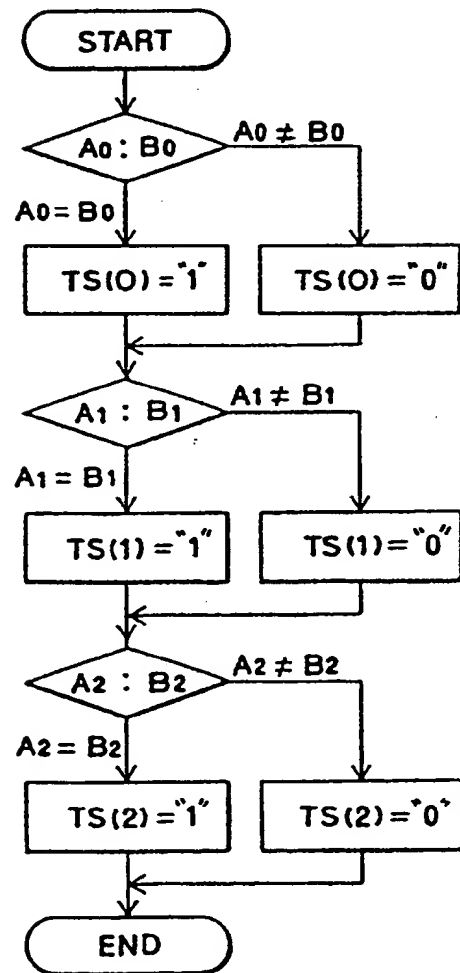 START
A0 : B0
A0 ≠ B0
A0 = B0
TS(0) = "1"
TS(0) = "0"
A1 : B1
A1 ≠ B1
A1 = B1
TS(1) = "1"
TS(1) = "0"
A2 : B2
A2 ≠ B2
A2 = B2
TS(2) = "1"
TS(2) = "0"
END